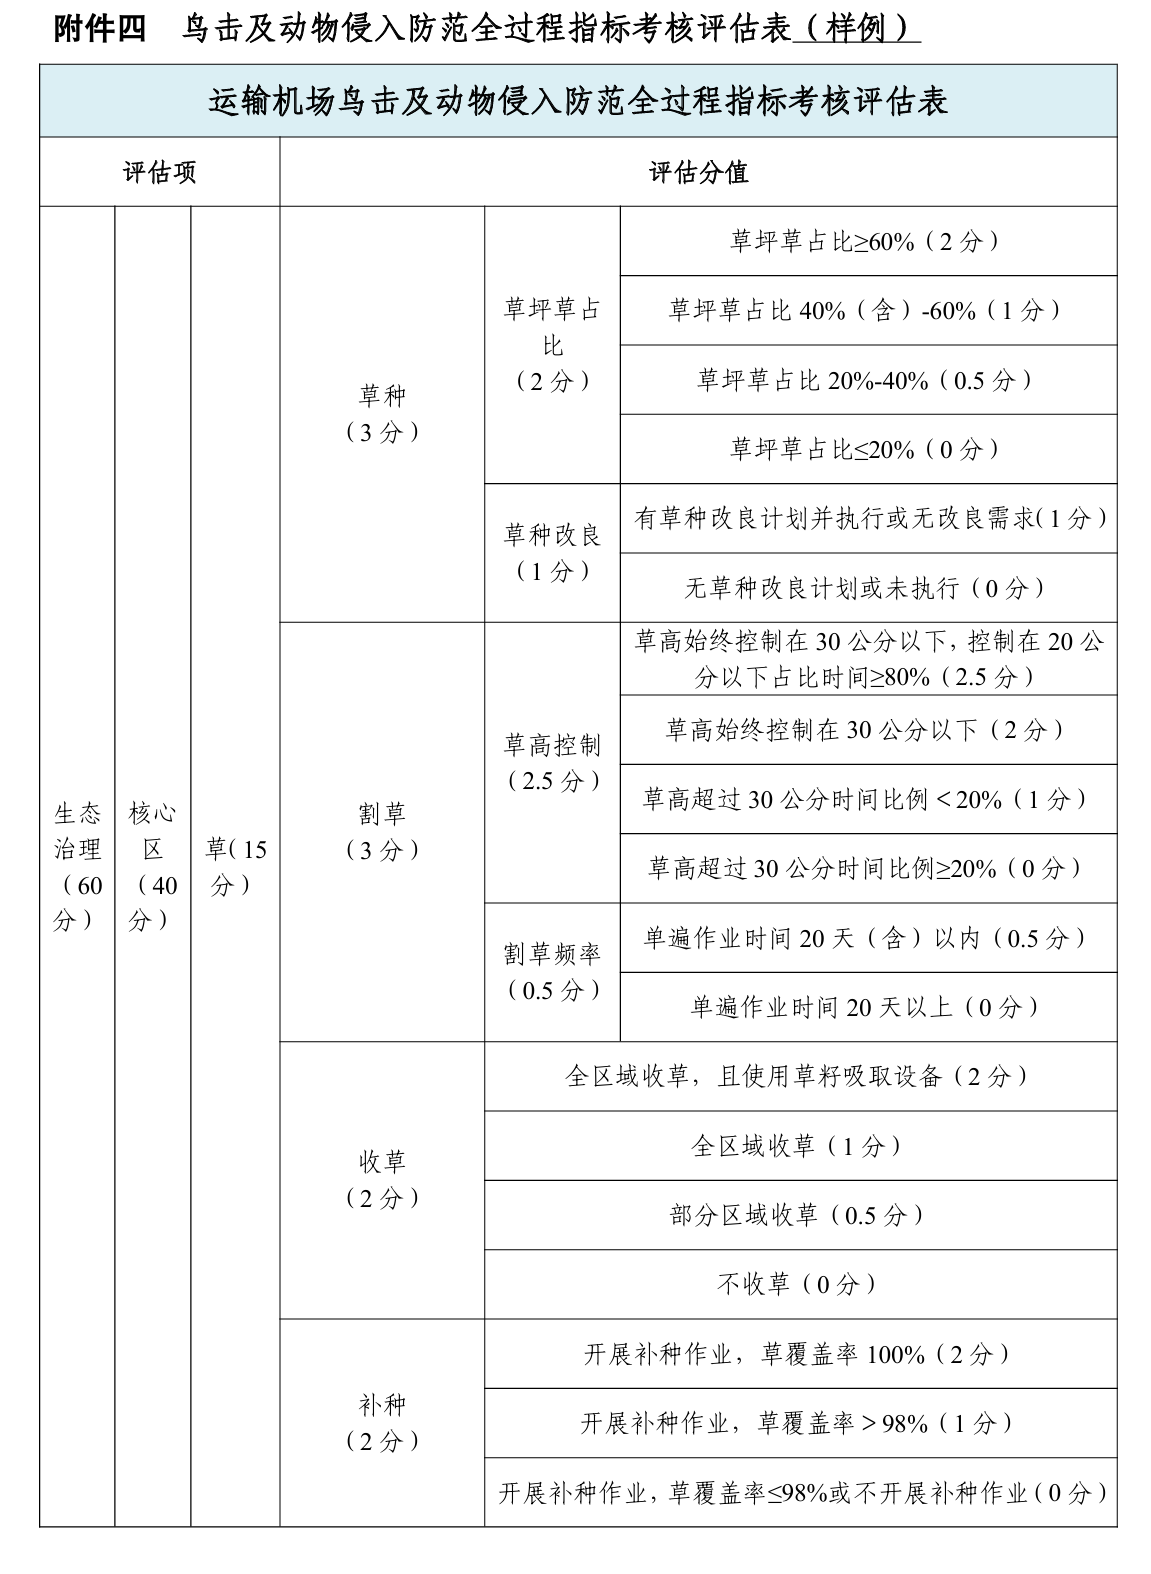 附件四 鸟击及动物侵入防范全过程指标考核评估表（样例）
运输机场鸟击及动物侵入防范全过程指标考核评估表
评估项
评估分值
生态
治理
（60
分）
核心
区
（40
分）
草（15
分）
草种
（3 分）
草坪草占
比
（2 分）
草坪草占比≥60%（2 分）
草坪草占比 40%（含）-60%（1 分）
草坪草占比 20%-40%（0.5 分）
草坪草占比≤20%（0 分）
草种改良
（1 分）
有草种改良计划并执行或无改良需求（1 分）
无草种改良计划或未执行（0 分）
割草
（3 分）
草高控制
（2.5 分）
草高始终控制在 30 公分以下，控制在 20 公
分以下占比时间≥80%（2.5 分）
草高始终控制在 30 公分以下（2 分）
草高超过 30 公分时间比例＜20%（1 分）
草高超过 30 公分时间比例≥20%（0 分）
割草频率
（0.5 分）
单遍作业时间 20 天（含）以内（0.5 分）
单遍作业时间 20 天以上（0 分）
收草
（2 分）
全区域收草，且使用草籽吸取设备（2 分）
全区域收草（1 分）
部分区域收草（0.5 分）
不收草（0 分）
补种
（2 分）
开展补种作业，草覆盖率 100%（2 分）
开展补种作业，草覆盖率＞98%（1 分）
开展补种作业，草覆盖率≤98%或不开展补种作业（0 分）